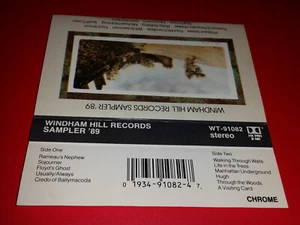 WINDHAM HILL RECORDS SAMPLER '89
WINDHAM HILL RECORDS
SAMPLER '89
WT-91082
stereo
Side One
Rameau's Nephew
Sojourner
Floyd's Ghost
Usually/Always
Credo of Ballymacoda
0 1934-91082-4 7
Side Two
Walking Through Walls
Life in the Trees
Manhattan Underground
Hugh
Through the Woods
A Visiting Card
CHROME